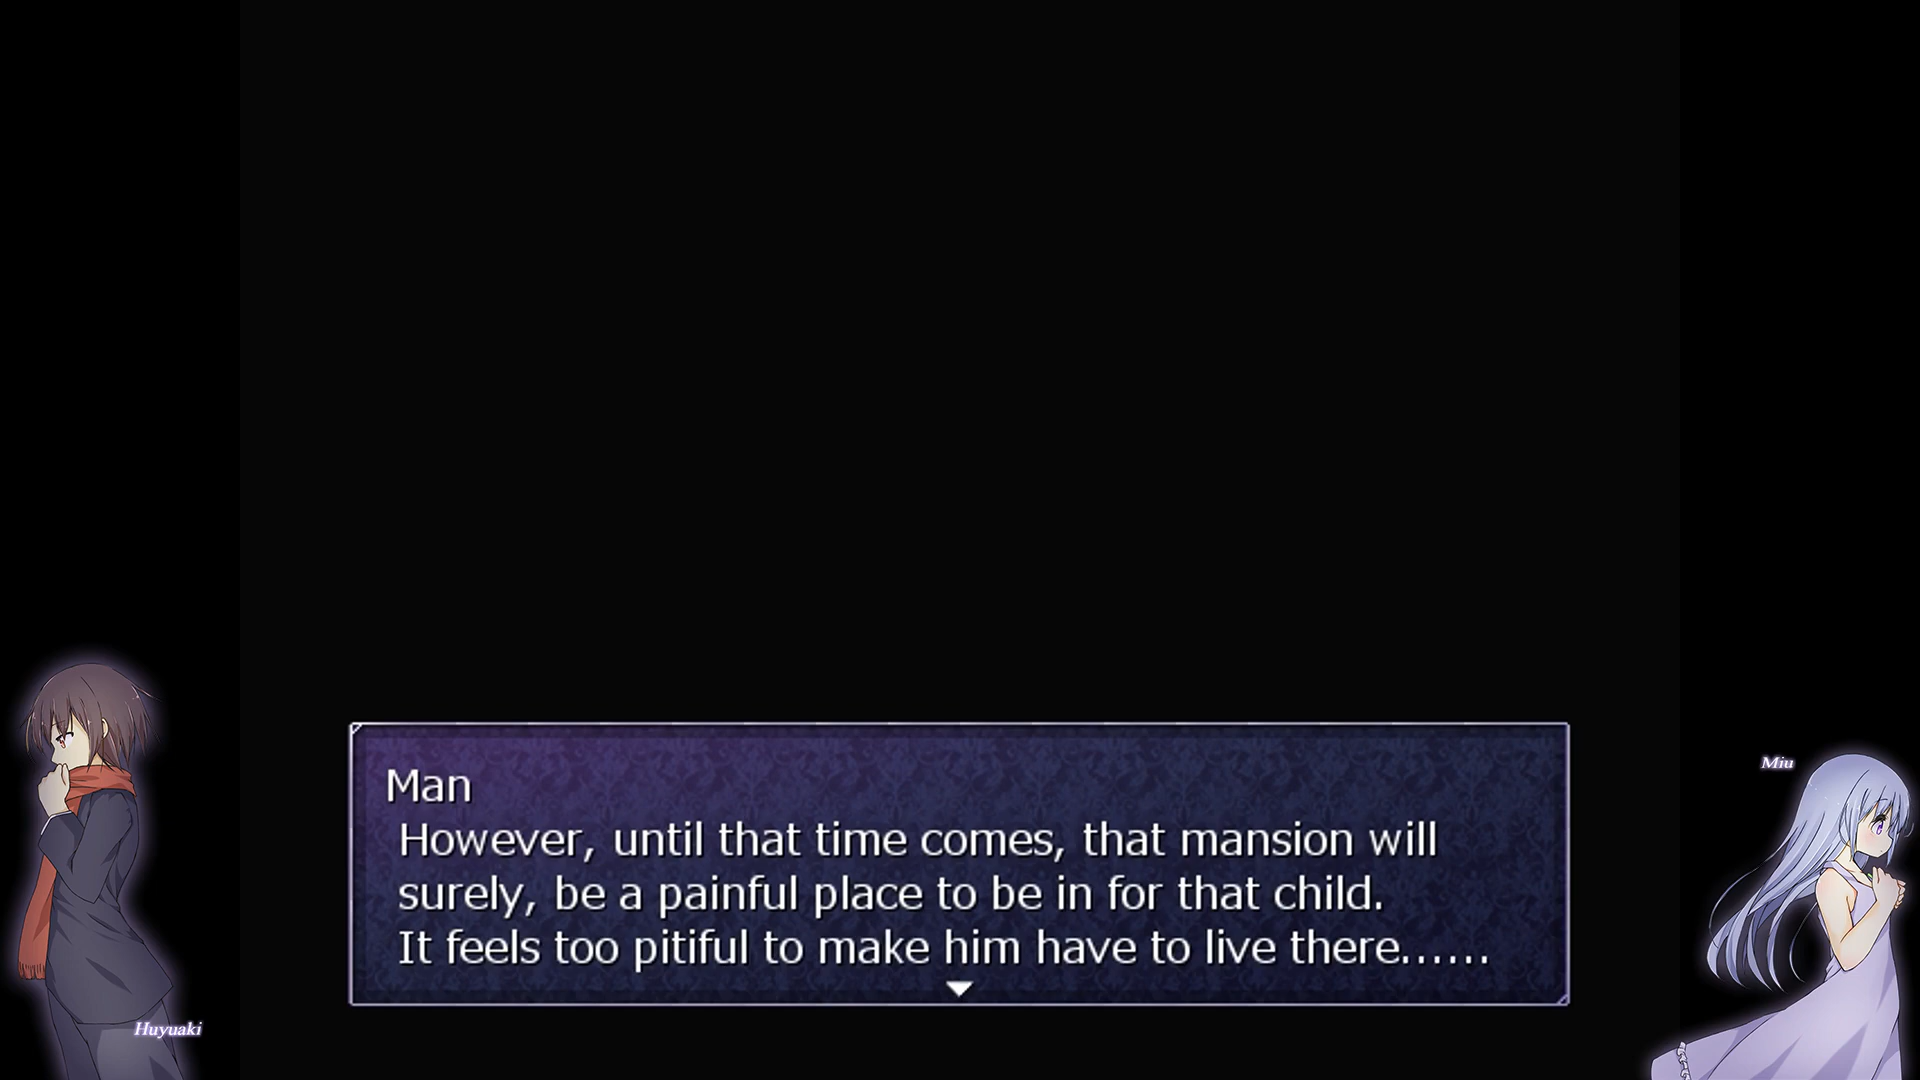 Man
However, until that time comes, that mansion will
surely, be a painful place to be in for that child.
It feels too pitiful to make him have to live there......
Miu
Huyuaki